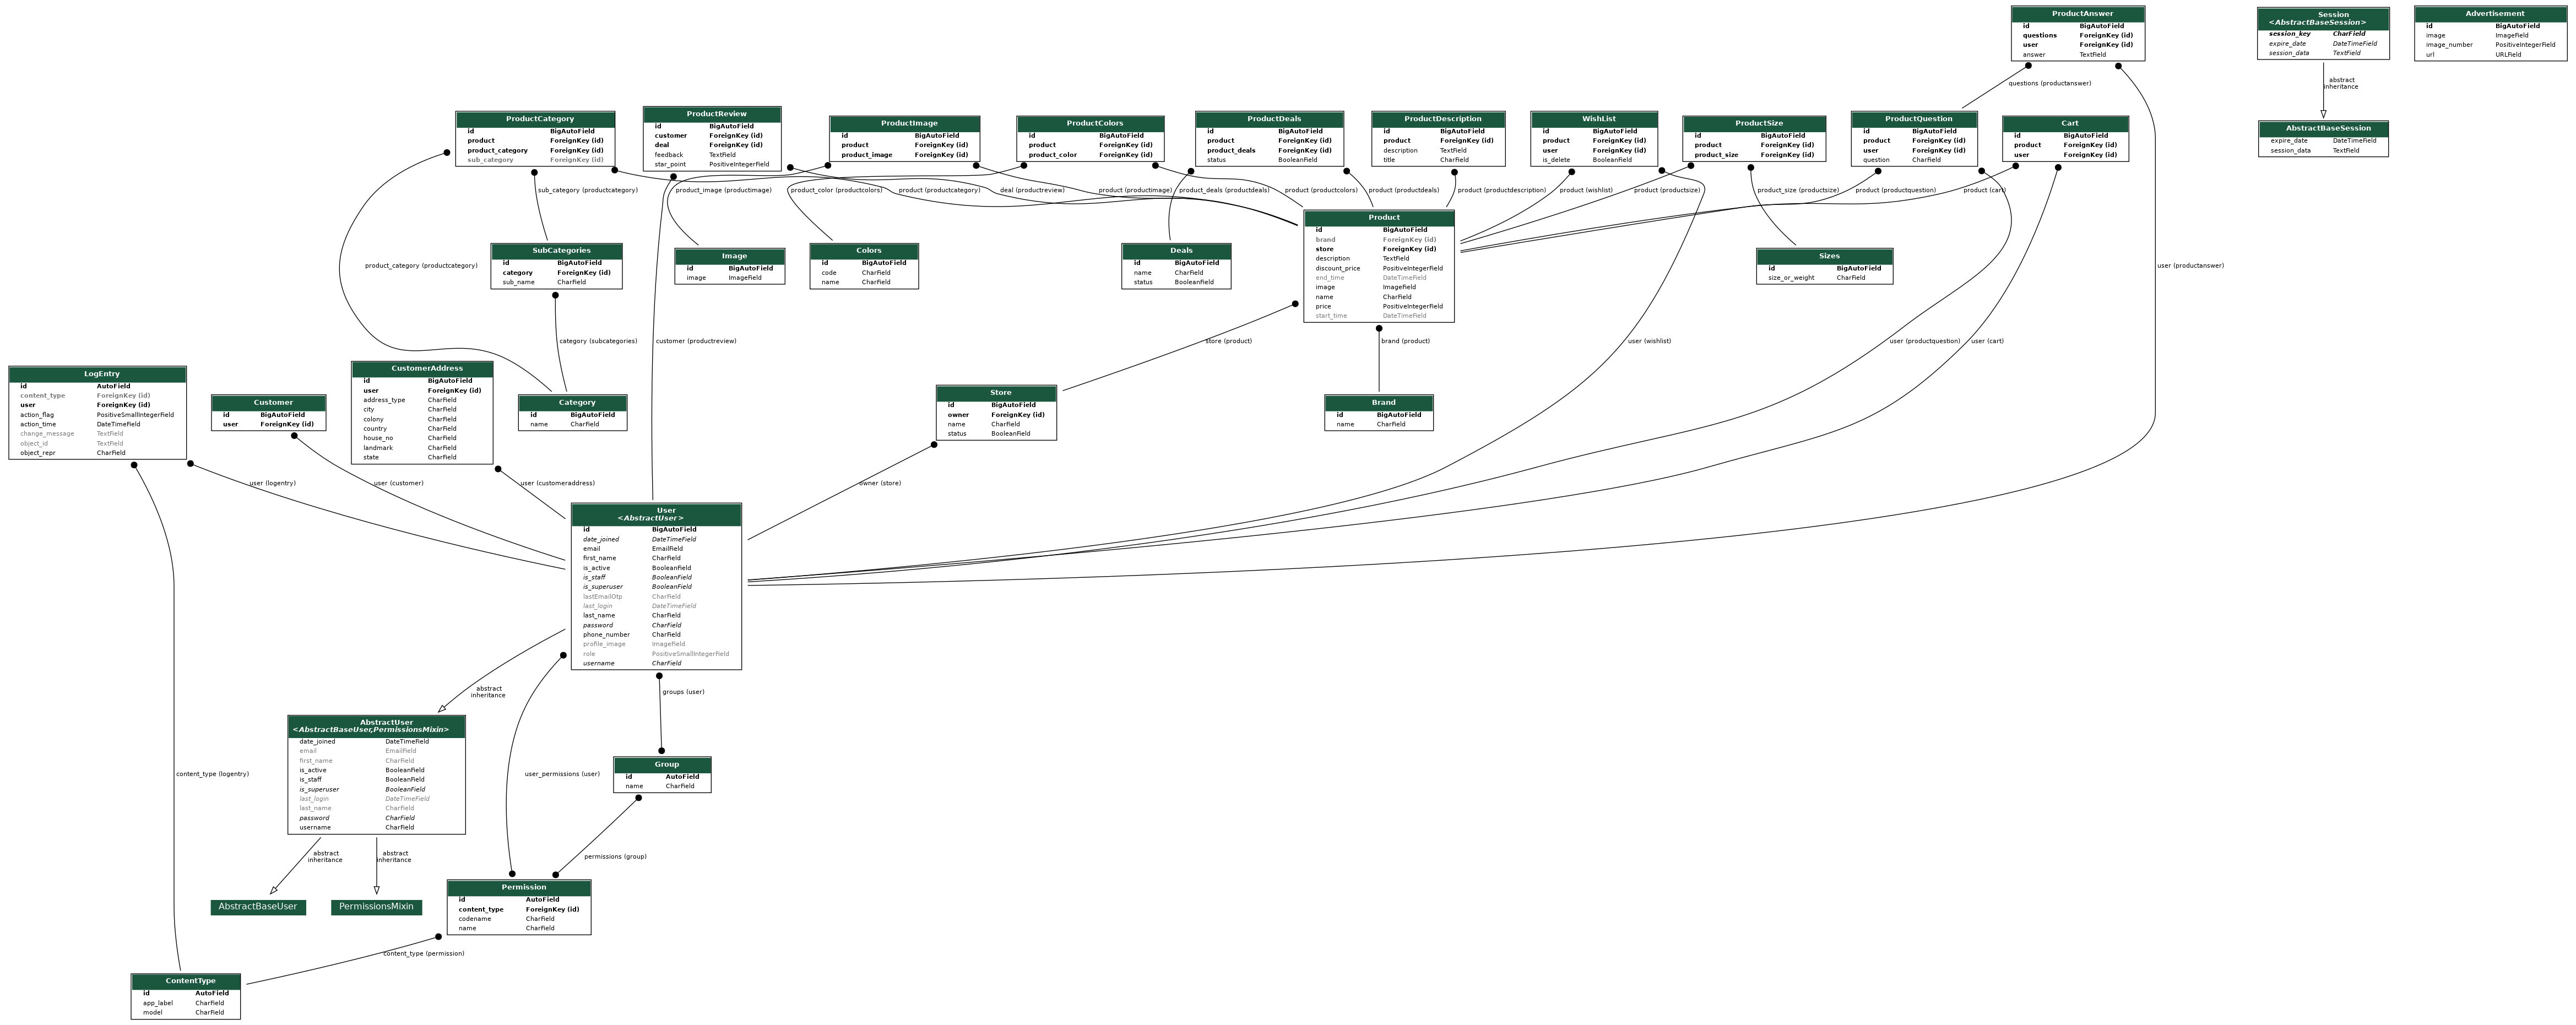 ProductAnswer
id BigAutoField
questions ForeignKey (id)
user ForeignKey (id)
answer TextField
Session
<AbstractBaseSession>
session_key CharField
expire_date DateTimeField
session_data TextField
Advertisement
id BigAutoField
image ImageField
image_number PositiveIntegerField
url URLField
questions (productanswer)
abstract
inheritance
ProductCategory
id BigAutoField
product ForeignKey (id)
product_category ForeignKey (id)
sub_category ForeignKey (id)
ProductReview
id BigAutoField
customer ForeignKey (id)
deal ForeignKey (id)
feedback TextField
star_point PositiveIntegerField
ProductImage
id BigAutoField
product ForeignKey (id)
product_image ForeignKey (id)
ProductColors
id BigAutoField
product ForeignKey (id)
product_color ForeignKey (id)
ProductDeals
id BigAutoField
product ForeignKey (id)
product_deals ForeignKey (id)
status BooleanField
ProductDescription
id BigAutoField
product ForeignKey (id)
description TextField
title CharField
WishList
id BigAutoField
product ForeignKey (id)
user ForeignKey (id)
is_delete BooleanField
ProductSize
id BigAutoField
product ForeignKey (id)
product_size ForeignKey (id)
ProductQuestion
id BigAutoField
product ForeignKey (id)
user ForeignKey (id)
question CharField
Cart
id BigAutoField
product ForeignKey (id)
user ForeignKey (id)
AbstractBaseSession
expire_date DateTimeField
session_data TextField
sub_category (productcategory)
product_image (productimage)
product_color (productcolors)
product (productcategory)
deal (productreview)
product (productimage)
product_deals (productdeals)
product (productcolors)
product (productdeals)
product (productdescription)
product (wishlist)
product (productsize)
product_size (productsize)
product (productquestion)
product (cart)
product_category (productcategory)
SubCategories
id BigAutoField
category ForeignKey (id)
sub_name CharField
Image
id BigAutoField
image ImageField
Colors
id BigAutoField
code CharField
name CharField
Deals
id BigAutoField
name CharField
status BooleanField
Product
id BigAutoField
brand ForeignKey (id)
store ForeignKey (id)
description TextField
discount_price PositiveIntegerField
end_time DateTimeField
image ImageField
name CharField
price PositiveIntegerField
start_time DateTimeField
Sizes
id BigAutoField
size_or_weight CharField
user (productanswer)
category (subcategories)
customer (productreview)
store (product)
brand (product)
user (wishlist)
user (productquestion)
user (cart)
LogEntry
id AutoField
content_type ForeignKey (id)
user ForeignKey (id)
action_flag PositiveSmallIntegerField
action_time DateTimeField
change_message TextField
object_id TextField
object_repr CharField
Customer
id BigAutoField
user ForeignKey (id)
CustomerAddress
id BigAutoField
user ForeignKey (id)
address_type CharField
city CharField
colony CharField
country CharField
house_no CharField
landmark CharField
state CharField
Category
id BigAutoField
name CharField
Store
id BigAutoField
owner ForeignKey (id)
name CharField
status BooleanField
Brand
id BigAutoField
name CharField
user (logentry)
user (customer)
user (customeraddress)
owner (store)
User
<AbstractUser>
id BigAutoField
date_joined DateTimeField
email EmailField
first_name CharField
is_active BooleanField
is_staff BooleanField
is_superuser BooleanField
lastEmailOtp CharField
last_login DateTimeField
last_name CharField
password CharField
phone_number CharField
profile_image ImageField
role PositiveSmallIntegerField
username CharField
abstract
inheritance
groups (user)
AbstractUser
<AbstractBaseUser,PermissionsMixin>
date_joined DateTimeField
email EmailField
first_name CharField
is_active BooleanField
is_staff BooleanField
is_superuser BooleanField
last_login DateTimeField
last_name CharField
password CharField
username CharField
content_type (logentry)
user_permissions (user)
Group
id AutoField
name CharField
abstract
inheritance
abstract
inheritance
permissions (group)
AbstractBaseUser
PermissionsMixin
Permission
id AutoField
content_type ForeignKey (id)
codename CharField
name CharField
content_type (permission)
ContentType
id AutoField
app_label CharField
model CharField